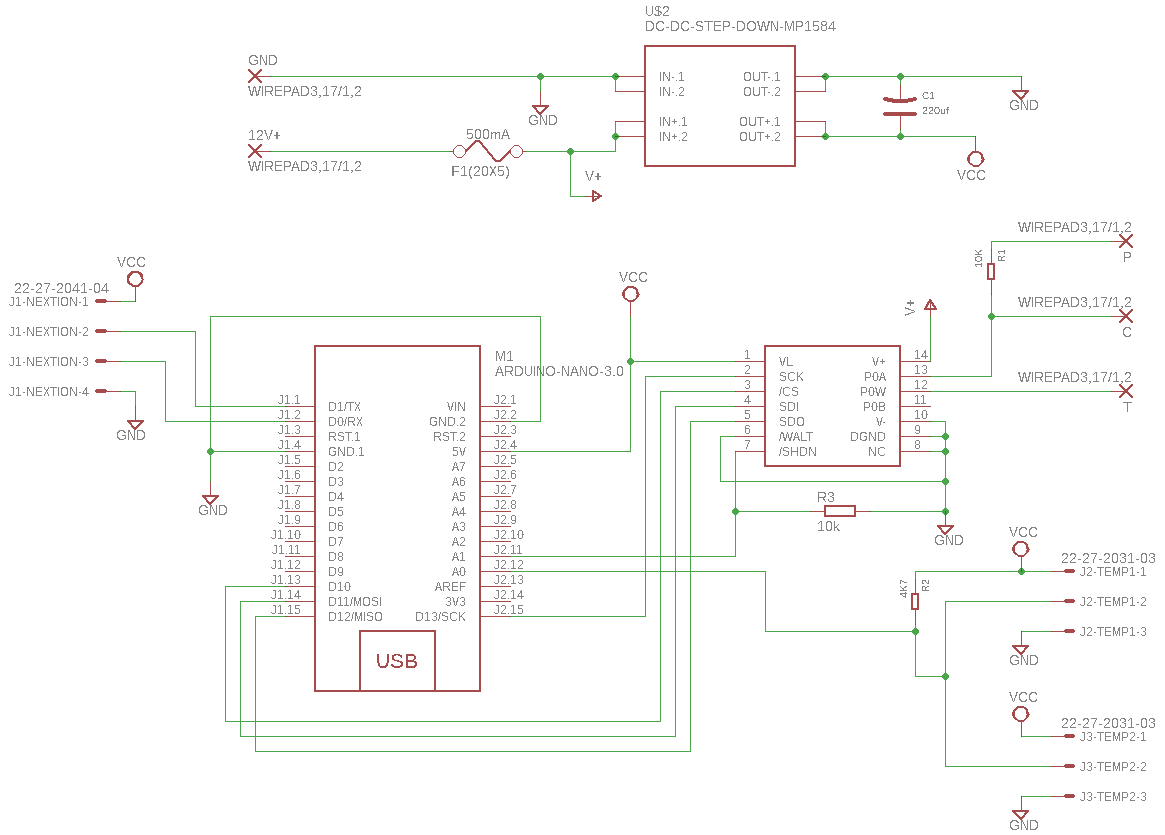 U$2
DC-DC-STEP-DOWN-MP1584
GND
WIREPAD3,17/1,2
IN-.1
IN-.2
IN+.1
IN+.2
OUT-.1
OUT-.2
OUT+.1
OUT+.2
C1
220uf
GND
GND
12V+
WIREPAD3,17/1,2
500mA
F1(20X5)
V+
VCC
VCC
22-27-2041-04
J1-NEXTION-1
J1-NEXTION-2
J1-NEXTION-3
J1-NEXTION-4
GND
GND
M1
ARDUINO-NANO-3.0
J1.1
J1.2
J1.3
J1.4
J1.5
J1.6
J1.7
J1.8
J1.9
J1.10
J1.11
J1.12
J1.13
J1.14
J1.15
D1/TX
D0/RX
RST.1
GND.1
D2
D3
D4
D5
D6
D7
D8
D9
D10
D11/MOSI
D12/MISO
VIN
GND.2
RST.2
5V
A7
A6
A5
A4
A3
A2
A1
A0
AREF
3V3
D13/SCK
J2.1
J2.2
J2.3
J2.4
J2.5
J2.6
J2.7
J2.8
J2.9
J2.10
J2.11
J2.12
J2.13
J2.14
J2.15
USB
VCC
1
2
3
4
5
6
7
VL
SCK
/CS
SDI
SDO
/WALT
/SHDN
V+
P0A
P0W
P0B
V-
DGND
NC
14
13
12
11
10
9
8
V+
R3
10k
GND
WIREPAD3,17/1,2
P
10K
R1
WIREPAD3,17/1,2
C
WIREPAD3,17/1,2
T
VCC
22-27-2031-03
J2-TEMP1-1
J2-TEMP1-2
J2-TEMP1-3
4K7
R2
GND
VCC
22-27-2031-03
J3-TEMP2-1
J3-TEMP2-2
J3-TEMP2-3
GND